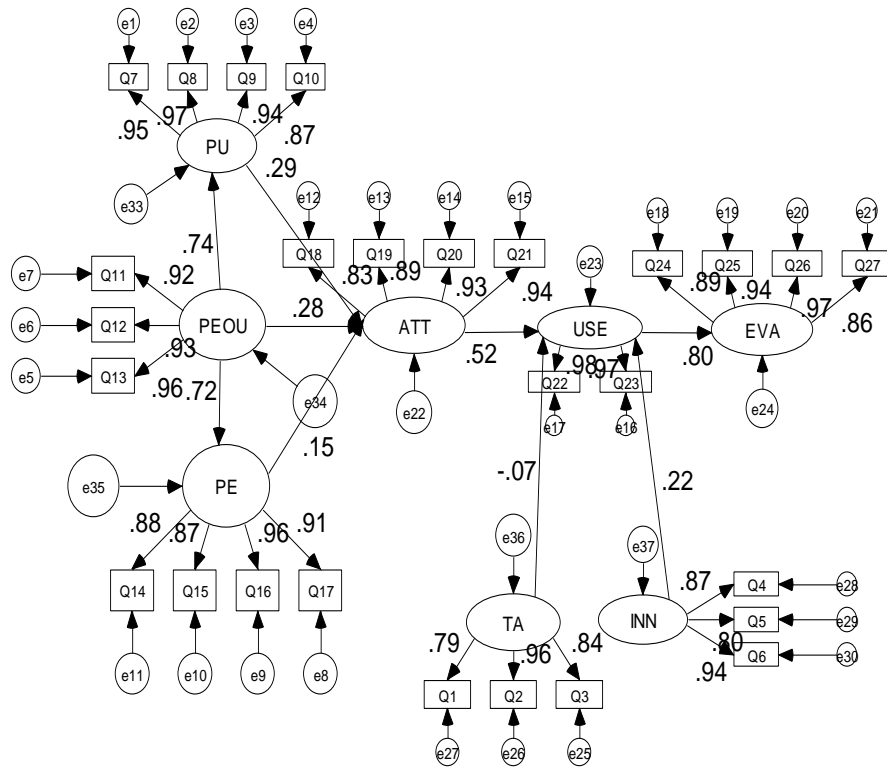 e1 e2 e3 e4
Q7 Q8 Q9 Q10
.95 .97 .94 .87
PU
.29
e33
.74
e12 e13 e14 e15
Q18 Q19 Q20 Q21
.83 .89 .93 .94
e18 e19 e20 e21
Q24 Q25 Q26 Q27
.89 .94 .97 .86
e23
e7 Q11 .92
e6 Q12 .93
e5 Q13 .96
PEOU .28 ATT .52 USE .80 EVA
.72
e34
e22
.98 .97
Q22 Q23
e17 e16
e24
.15
-.07
.22
e35 PE
.88 .87 .96 .91
Q14 Q15 Q16 Q17
e11 e10 e9 e8
e36 e37
TA INN
.79 .96 .84
Q1 Q2 Q3
e27 e26 e25
.87 Q4 e28
.80 Q5 e29
.94 Q6 e30